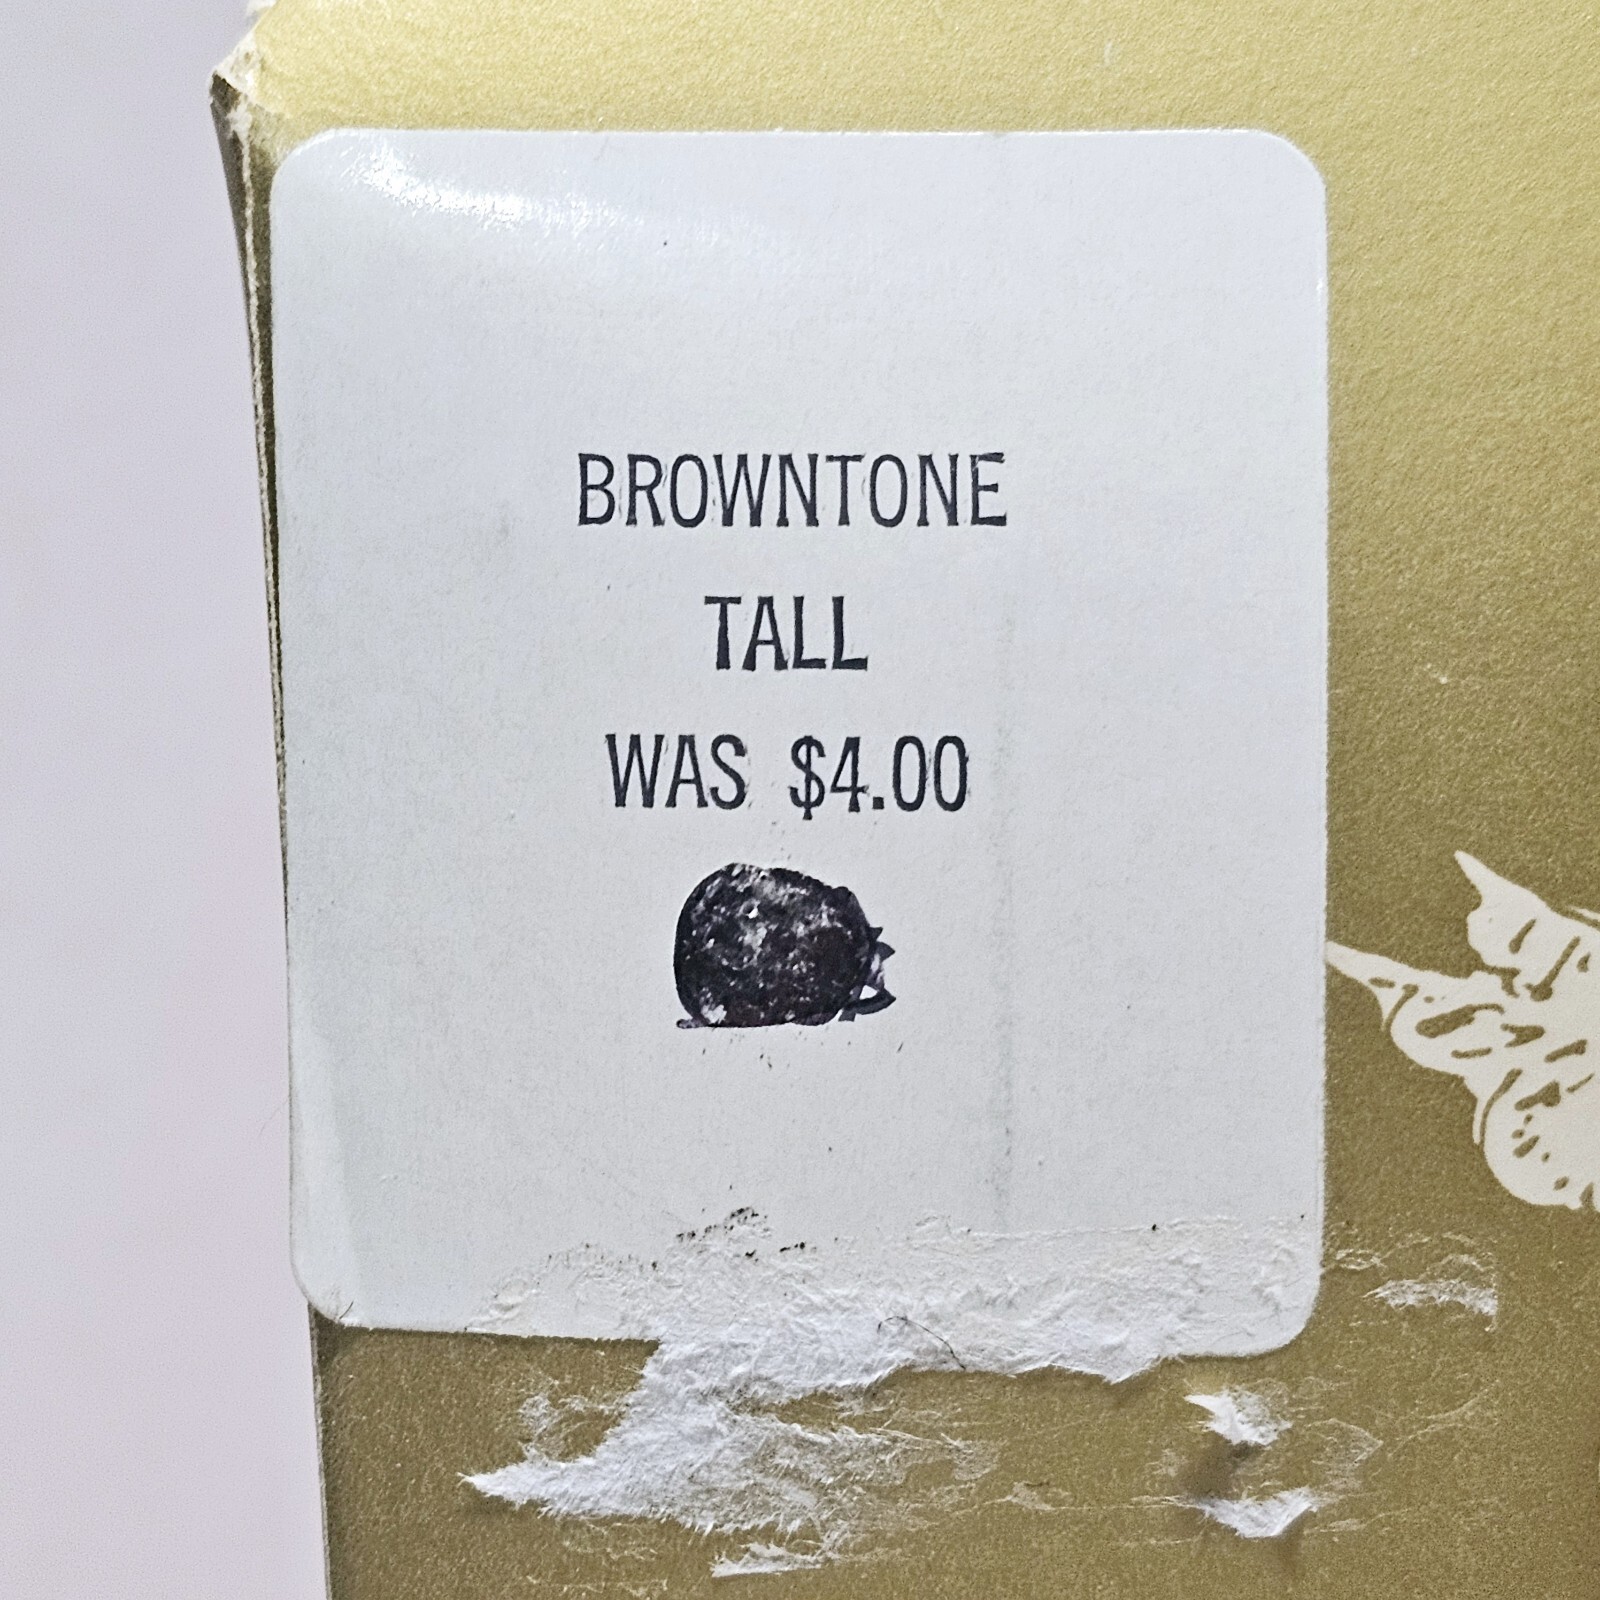 BROWNTONE
TALL
WAS $4.00